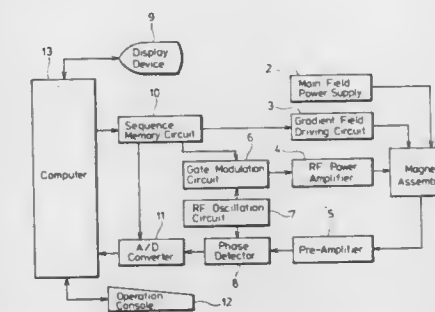 9
13
Display
Device
2
Main Field
Power Supply
10
3
Sequence
Memory Circuit
Gradient Field
Driving Circuit
6
4
Computer
Gate Modulation
Circuit
RF Power
Amplifier
Magne
Assemb
RF Oscillation
Circuit
7
11
5
A/D
Converter
Phase
Detector
Pre-Amplifier
8
Operation
Console
12